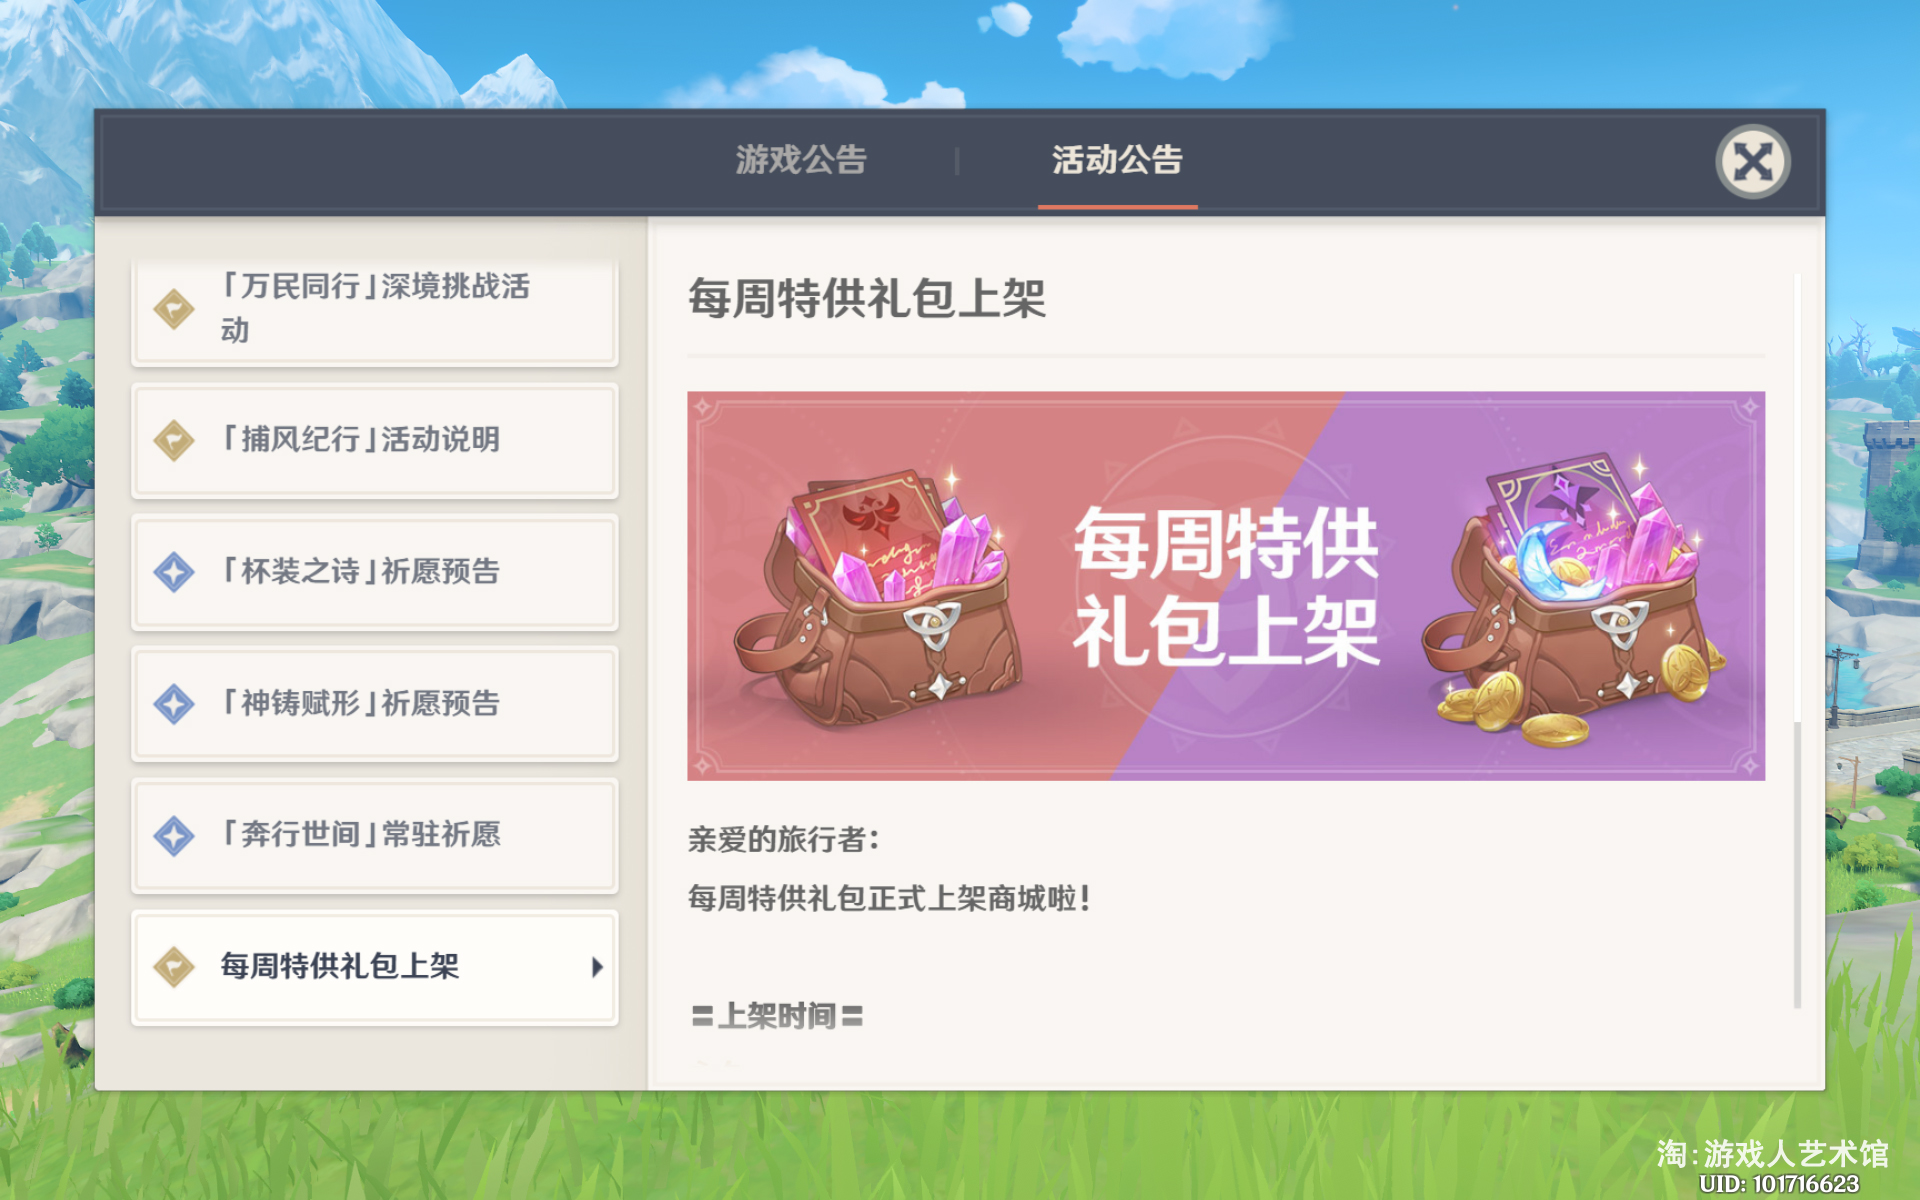 游戏公告
活动公告
「万民同行」深境挑战活
动
「捕风纪行」活动说明
「杯装之诗」祈愿预告
「神铸赋形」祈愿预告
「奔行世间」常驻祈愿
每周特供礼包上架
每周特供礼包上架
每周特供
礼包上架
亲爱的旅行者：
每周特供礼包正式上架商城啦！
〓上架时间〓
淘:游戏人艺术馆
UID: 101716623